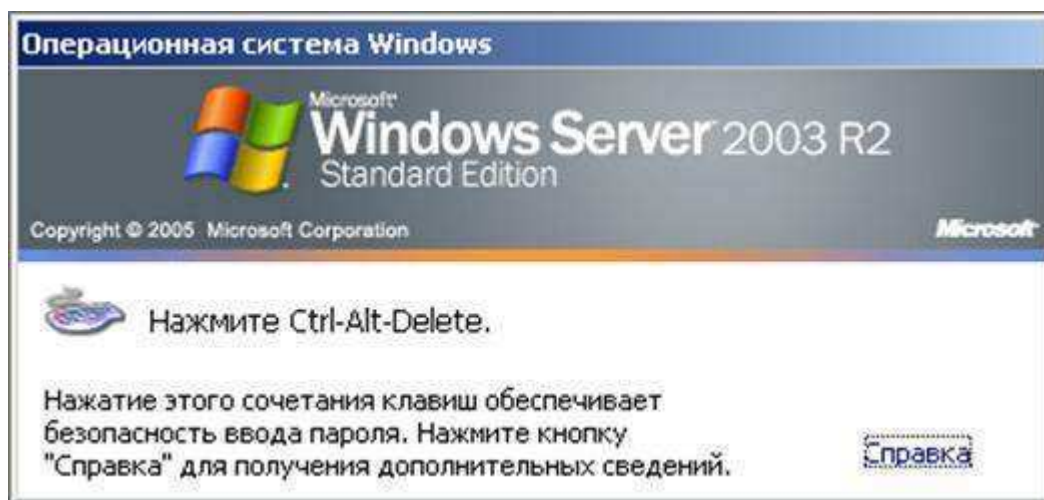 Операционная система Windows
Microsoft
Windows Server 2003 R2
Standard Edition
Copyright © 2005 Microsoft Corporation
Microsoft
Нажмите Ctrl-Alt-Delete.
Нажатие этого сочетания клавиш обеспечивает
безопасность ввода пароля. Нажмите кнопку
"Справка" для получения дополнительных сведений.
Справка